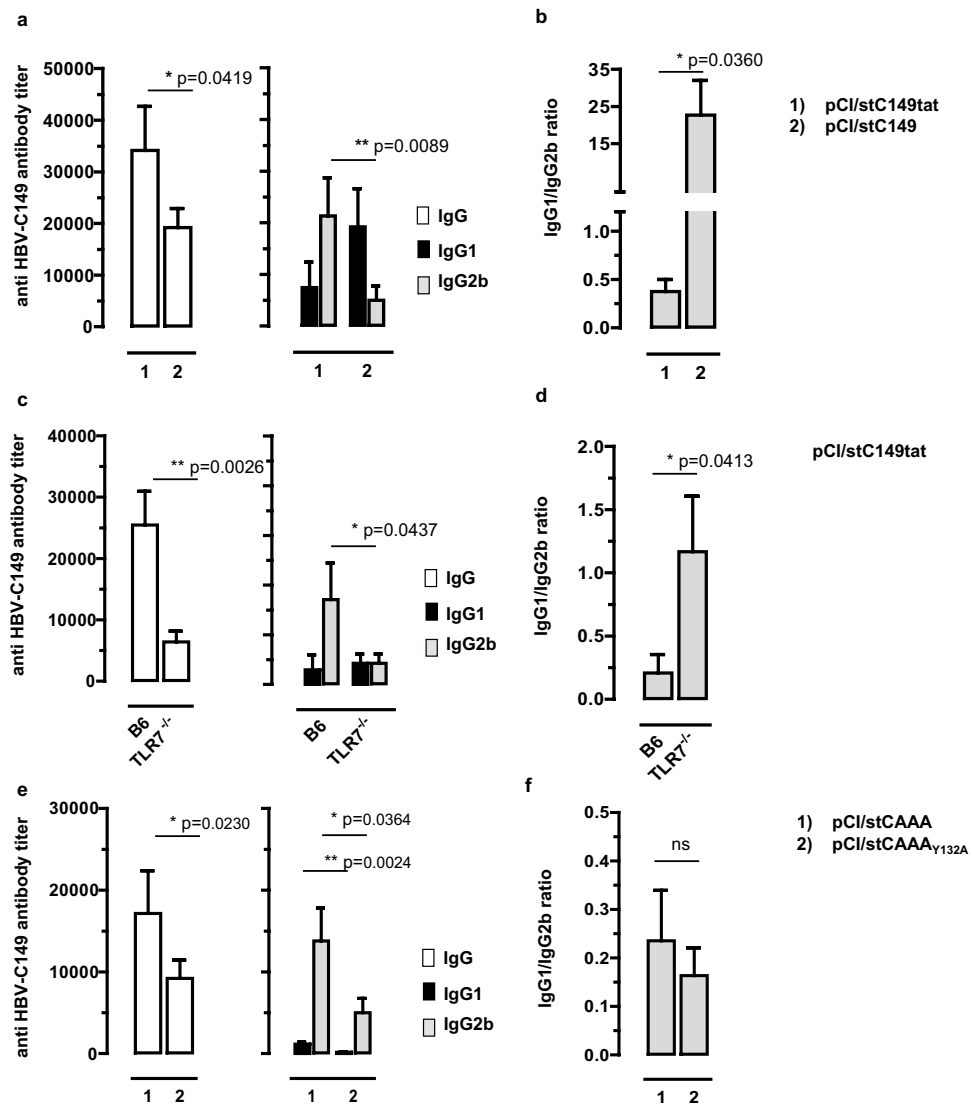 a
anti HBV-C149 antibody titer
50000
40000
30000
20000
10000
0
* p=0.0419
1 2
** p=0.0089
IgG
IgG1
IgG2b
1 2
b
IgG1/IgG2b ratio
35
25
15
1.0
0.5
0.0
* p=0.0360
1 2
1) pCI/stC149tat
2) pCI/stC149
c
anti HBV-C149 antibody titer
40000
30000
20000
10000
0
** p=0.0026
B6
TLR7-/-
* p=0.0437
IgG
IgG1
IgG2b
B6
TLR7-/-
d
IgG1/IgG2b ratio
2.0
1.5
1.0
0.5
0.0
* p=0.0413
B6
TLR7-/-
pCI/stC149tat
e
anti HBV-C149 antibody titer
30000
20000
10000
0
* p=0.0230
1 2
* p=0.0364
** p=0.0024
IgG
IgG1
IgG2b
1 2
f
IgG1/IgG2b ratio
0.5
0.4
0.3
0.2
0.1
0.0
ns
1 2
1) pCI/stCAAA
2) pCI/stCAAAY132A